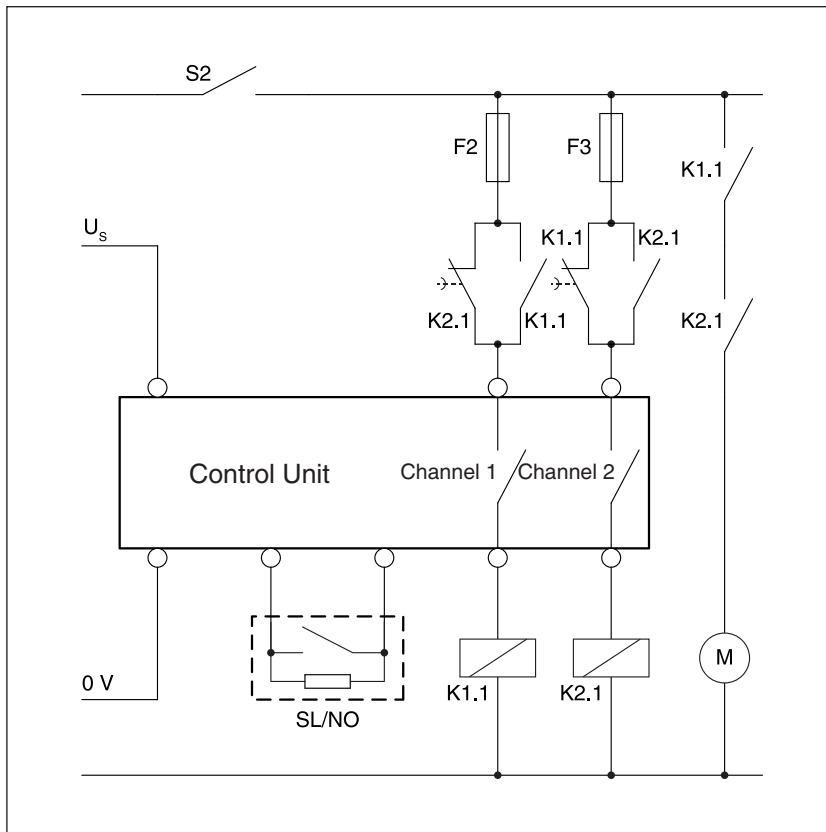 S2
F2
F3
K1.1
U_S
K1.1
K2.1
K2.1
K1.1
K2.1
Control Unit
Channel 1
Channel 2
0 V
SL/NO
K1.1
K2.1
M